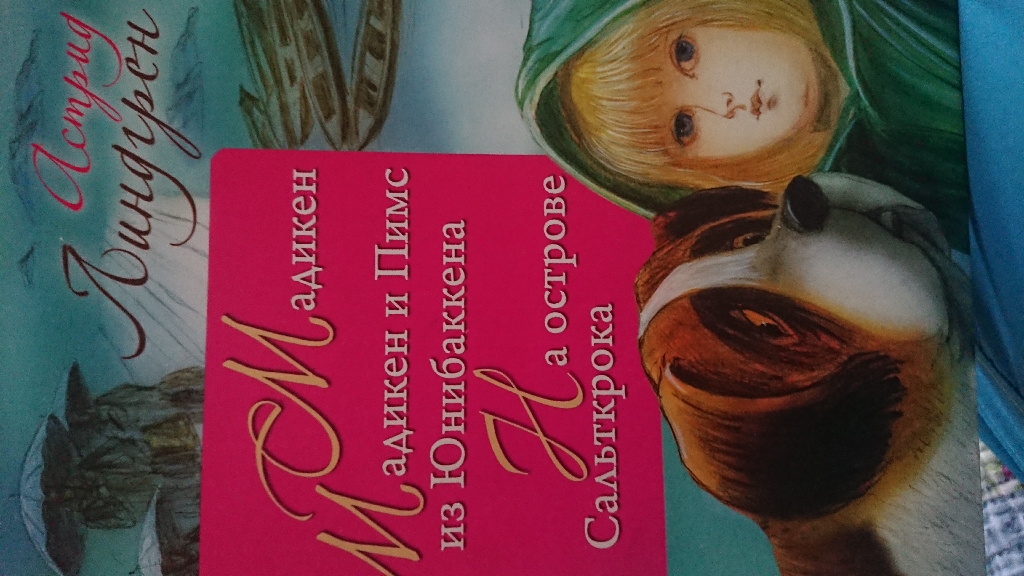 Астрид
Линдгрен
Мадикен
Мадикен и Пимс
из Юнибаккена
На острове
Сальткрока